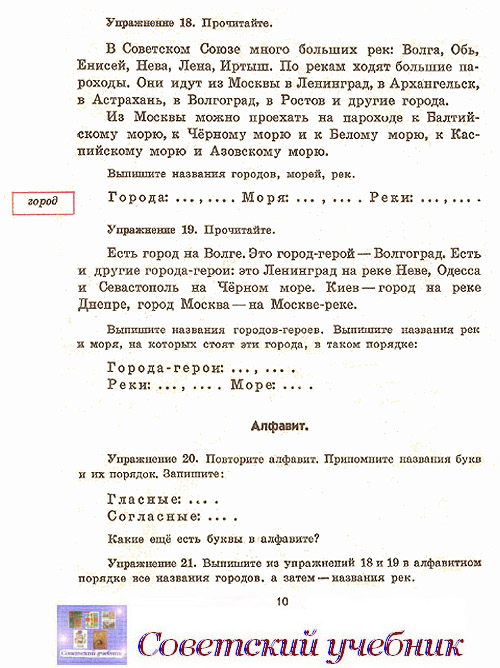 Упражнение 18. Прочитайте.
В Советском Союзе много больших рек: Волга, Обь,
Енисей, Нева, Лена, Иртыш. По рекам ходят большие па-
роходы. Они идут из Москвы в Ленинград, в Архангельск,
в Астрахань, в Волгоград, в Ростов и другие города.
Из Москвы можно проехать на пароходе к Балтий-
скому морю, к Чёрному морю и к Белому морю, к Кас-
пийскому морю и Азовскому морю.
Выпишите названия городов, морей, рек.
город
Города: ..., .... Моря: ..., .... Реки: ..., ....
Упражнение 19. Прочитайте.
Есть город на Волге. Это город-герой — Волгоград. Есть
и другие города-герои: это Ленинград на реке Неве, Одесса
и Севастополь на Чёрном море. Киев — город на реке
Днепре, город Москва — на Москве-реке.
Выпишите названия городов-героев. Выпишите названия рек
и моря, на которых стоят эти города, в таком порядке:
Города-герои: ..., ....
Реки: ..., .... Море: .... .
Алфавит.
Упражнение 20. Повторите алфавит. Припомните названия букв
и их порядок. Запишите:
Гласные: ... .
Согласные: ... .
Какие ещё есть буквы в алфавите?
Упражнение 21. Выпишите из упражнений 18 и 19 в алфавитном
порядке все названия городов, а затем — названия рек.
10
Советский учебник
Советский учебник